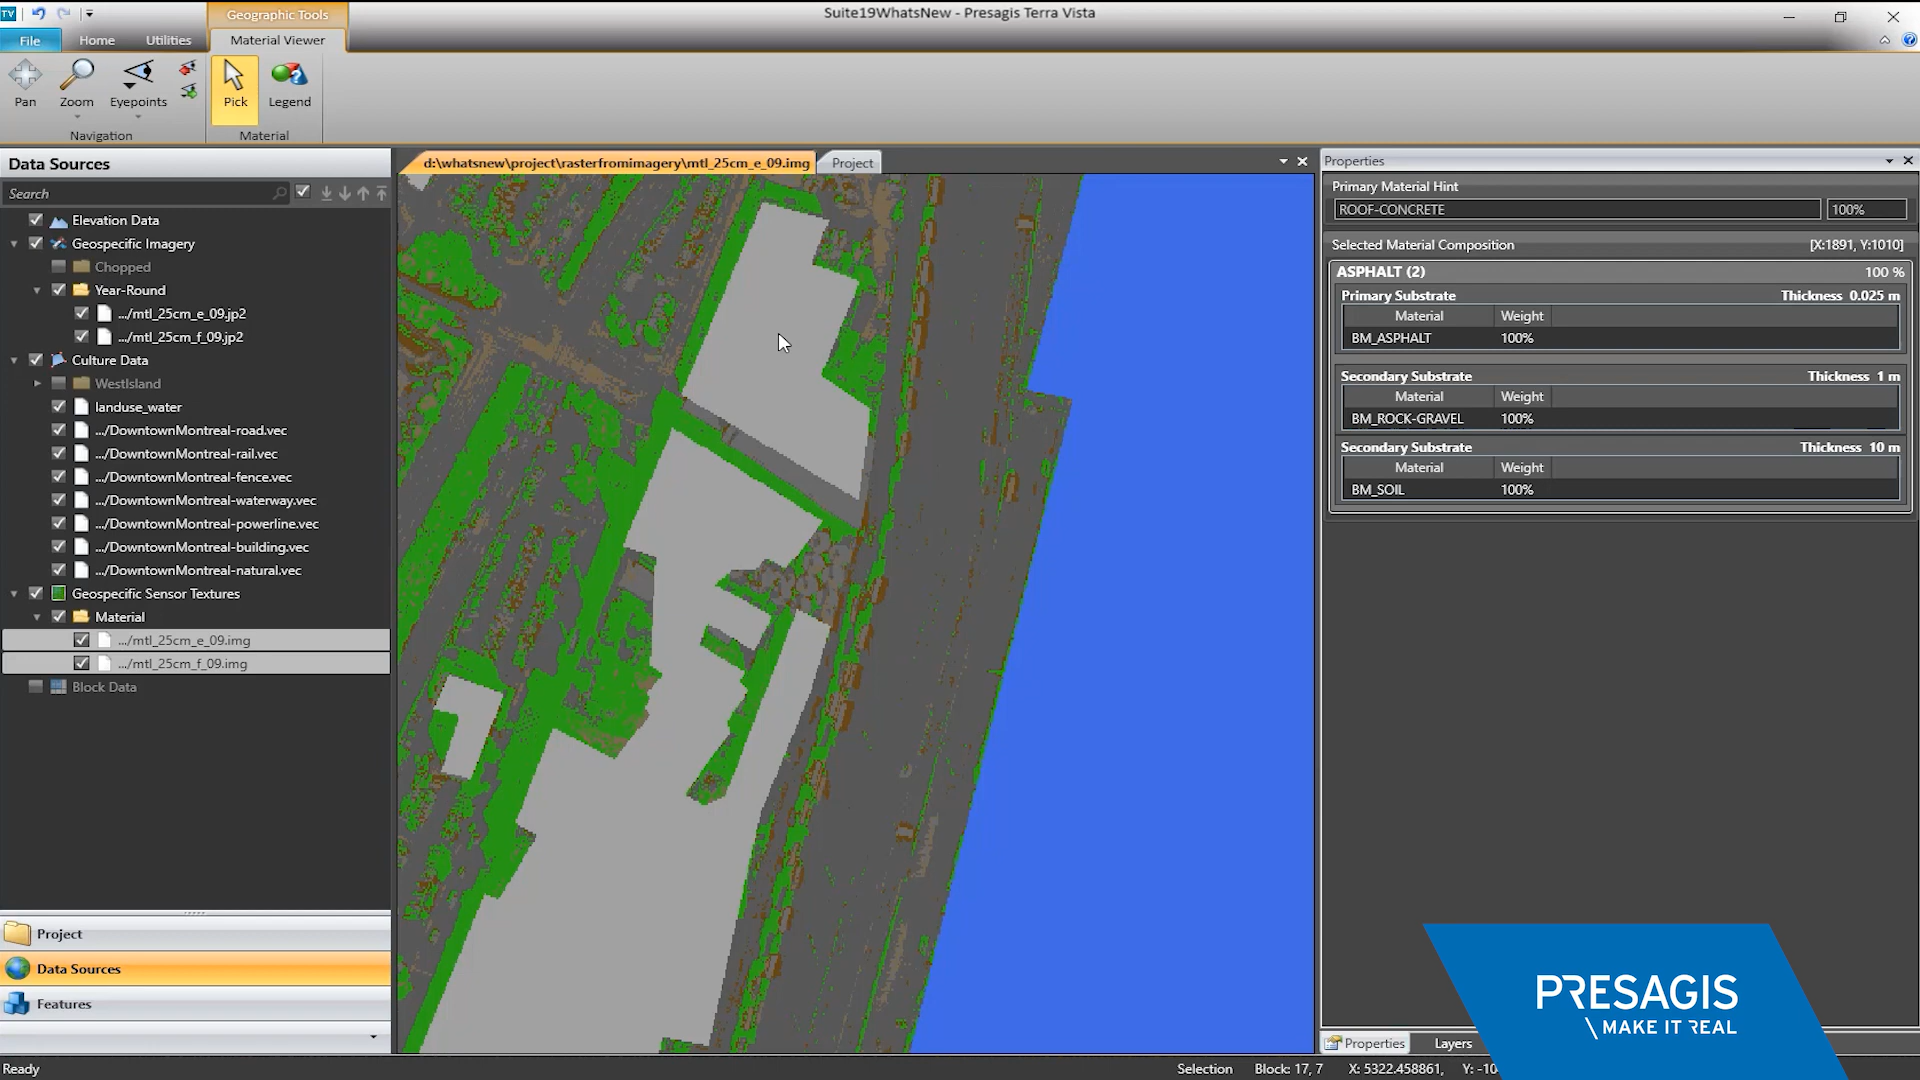 Geographic Tools
Suite19WhatsNew - Presagis Terra Vista
TV
File Home Utilities Material Viewer
Pan Zoom Eyepoints Pick Legend
Navigation Material
Data Sources
Search
Elevation Data
Geospecific Imagery
Chopped
Year-Round
.../mtl_25cm_e_09.jp2
.../mtl_25cm_f_09.jp2
Culture Data
WestIsland
landuse_water
.../DowntownMontreal-road.vec
.../DowntownMontreal-rail.vec
.../DowntownMontreal-fence.vec
.../DowntownMontreal-waterway.vec
.../DowntownMontreal-powerline.vec
.../DowntownMontreal-building.vec
.../DowntownMontreal-natural.vec
Geospecific Sensor Textures
Material
.../mtl_25cm_e_09.img
.../mtl_25cm_f_09.img
Block Data
Project
Data Sources
Features
d:\whatsnew\project\rasterfromimagery\mtl_25cm_e_09.img Project
Properties
Primary Material Hint
ROOF-CONCRETE 100%
Selected Material Composition [X:1891, Y:1010]
ASPHALT (2) 100 %
Primary Substrate Thickness 0.025 m
Material Weight
BM_ASPHALT 100%
Secondary Substrate Thickness 1 m
Material Weight
BM_ROCK-GRAVEL 100%
Secondary Substrate Thickness 10 m
Material Weight
BM_SOIL 100%
PRESAGIS
\ MAKE IT REAL
Properties Layers
Ready Selection Block: 17, 7 X: 5322.458861, Y: -10